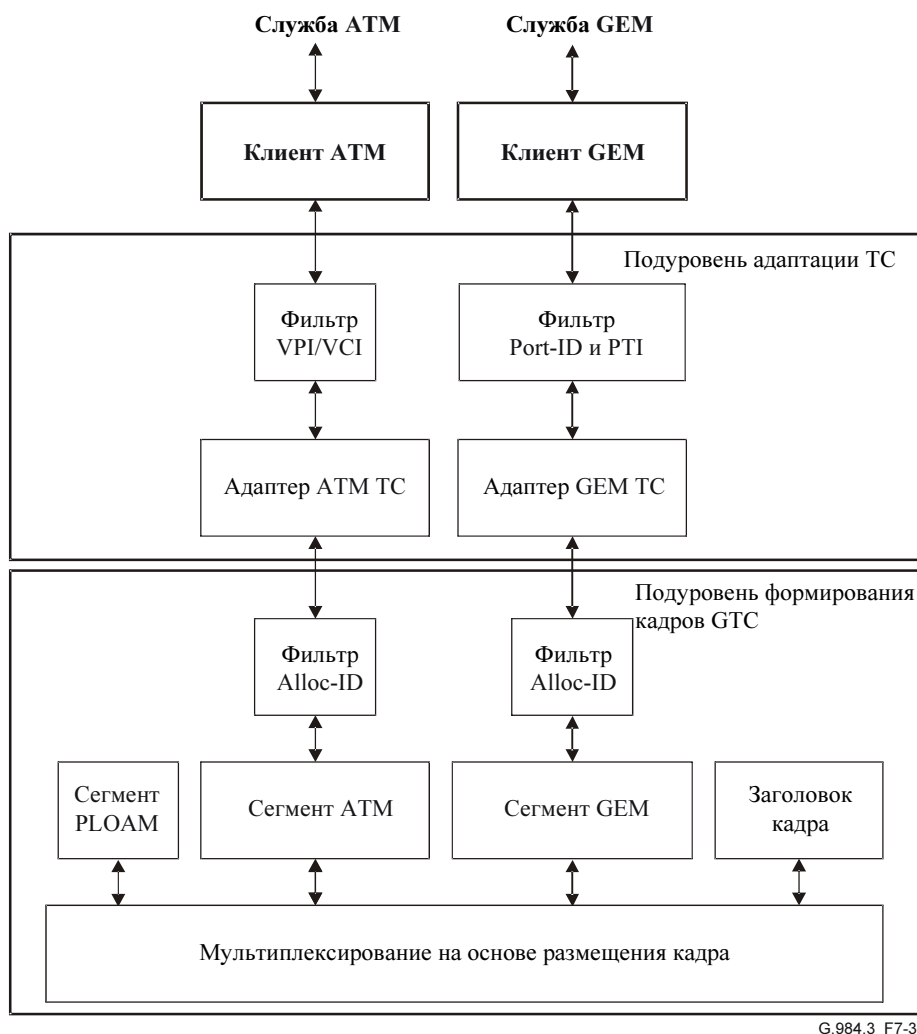 Служба ATM
Служба GEM
Клиент ATM
Клиент GEM
Подуровень адаптации TC
Фильтр
VPI/VCI
Фильтр
Port-ID и PTI
Адаптер ATM TC
Адаптер GEM TC
Подуровень формирования
кадров GTC
Фильтр
Alloc-ID
Фильтр
Alloc-ID
Сегмент
PLOAM
Сегмент ATM
Сегмент GEM
Заголовок
кадра
Мультиплексирование на основе размещения кадра
G.984.3_F7-3